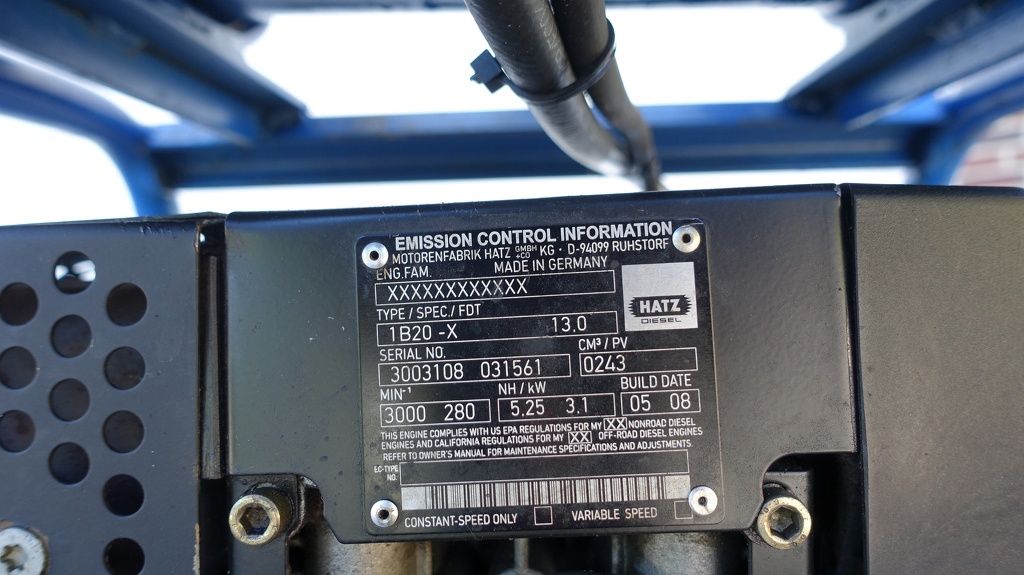 EMISSION CONTROL INFORMATION
MOTORENFABRIK HATZ GMBH +CO KG · D-94099 RUHSTORF
ENG.FAM. MADE IN GERMANY
XXXXXXXXXXXX
HATZ
DIESEL
TYPE / SPEC./ FDT
1B20 -X 13.0
SERIAL NO. CM³ / PV
3003108 031561 0243
MIN⁻¹ NH / kW BUILD DATE
3000 280 5.25 3.1 05 08
THIS ENGINE COMPLIES WITH US EPA REGULATIONS FOR MY XX NONROAD DIESEL
ENGINES AND CALIFORNIA REGULATIONS FOR MY XX OFF-ROAD DIESEL ENGINES
REFER TO OWNER'S MANUAL FOR MAINTENANCE SPECIFICATIONS AND ADJUSTMENTS.
EC-TYPE
NO.
CONSTANT-SPEED ONLY VARIABLE SPEED